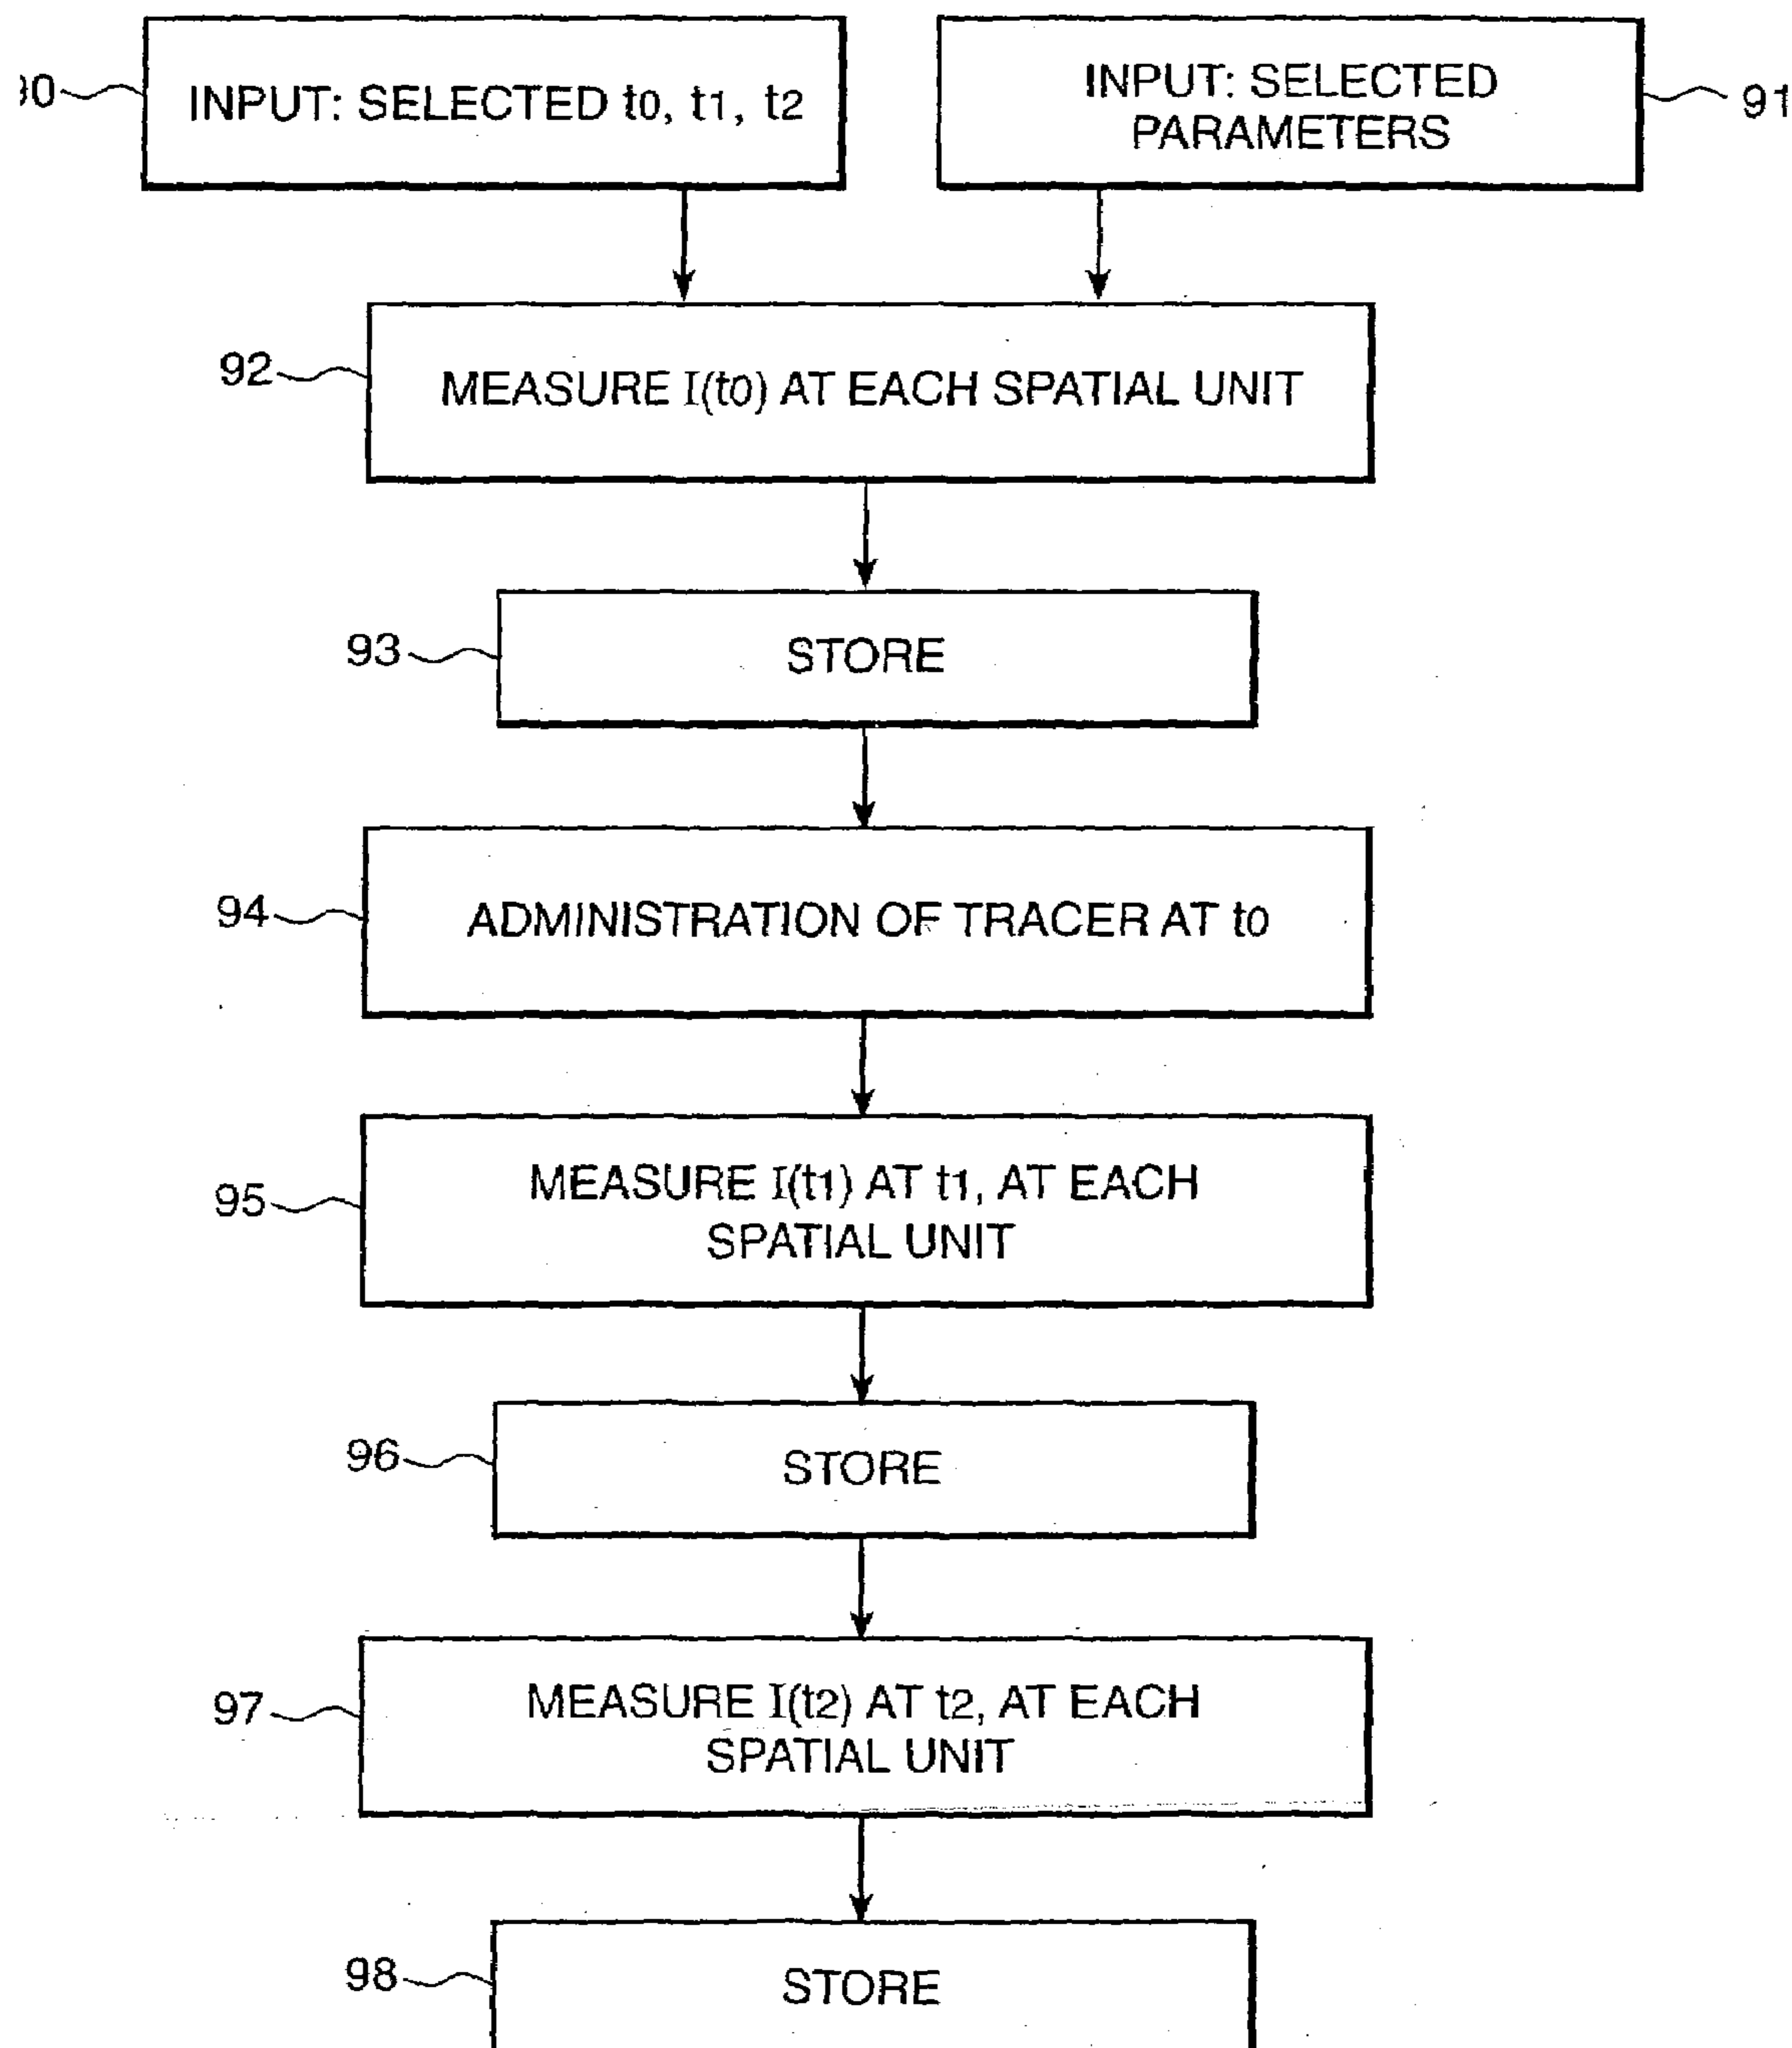 INPUT: SELECTED t0, t1, t2
INPUT: SELECTED
PARAMETERS
91
92
MEASURE I(t0) AT EACH SPATIAL UNIT
93
STORE
94
ADMINISTRATION OF TRACER AT t0
95
MEASURE I(t1) AT t1, AT EACH
SPATIAL UNIT
96
STORE
97
MEASURE I(t2) AT t2, AT EACH
SPATIAL UNIT
98
STORE